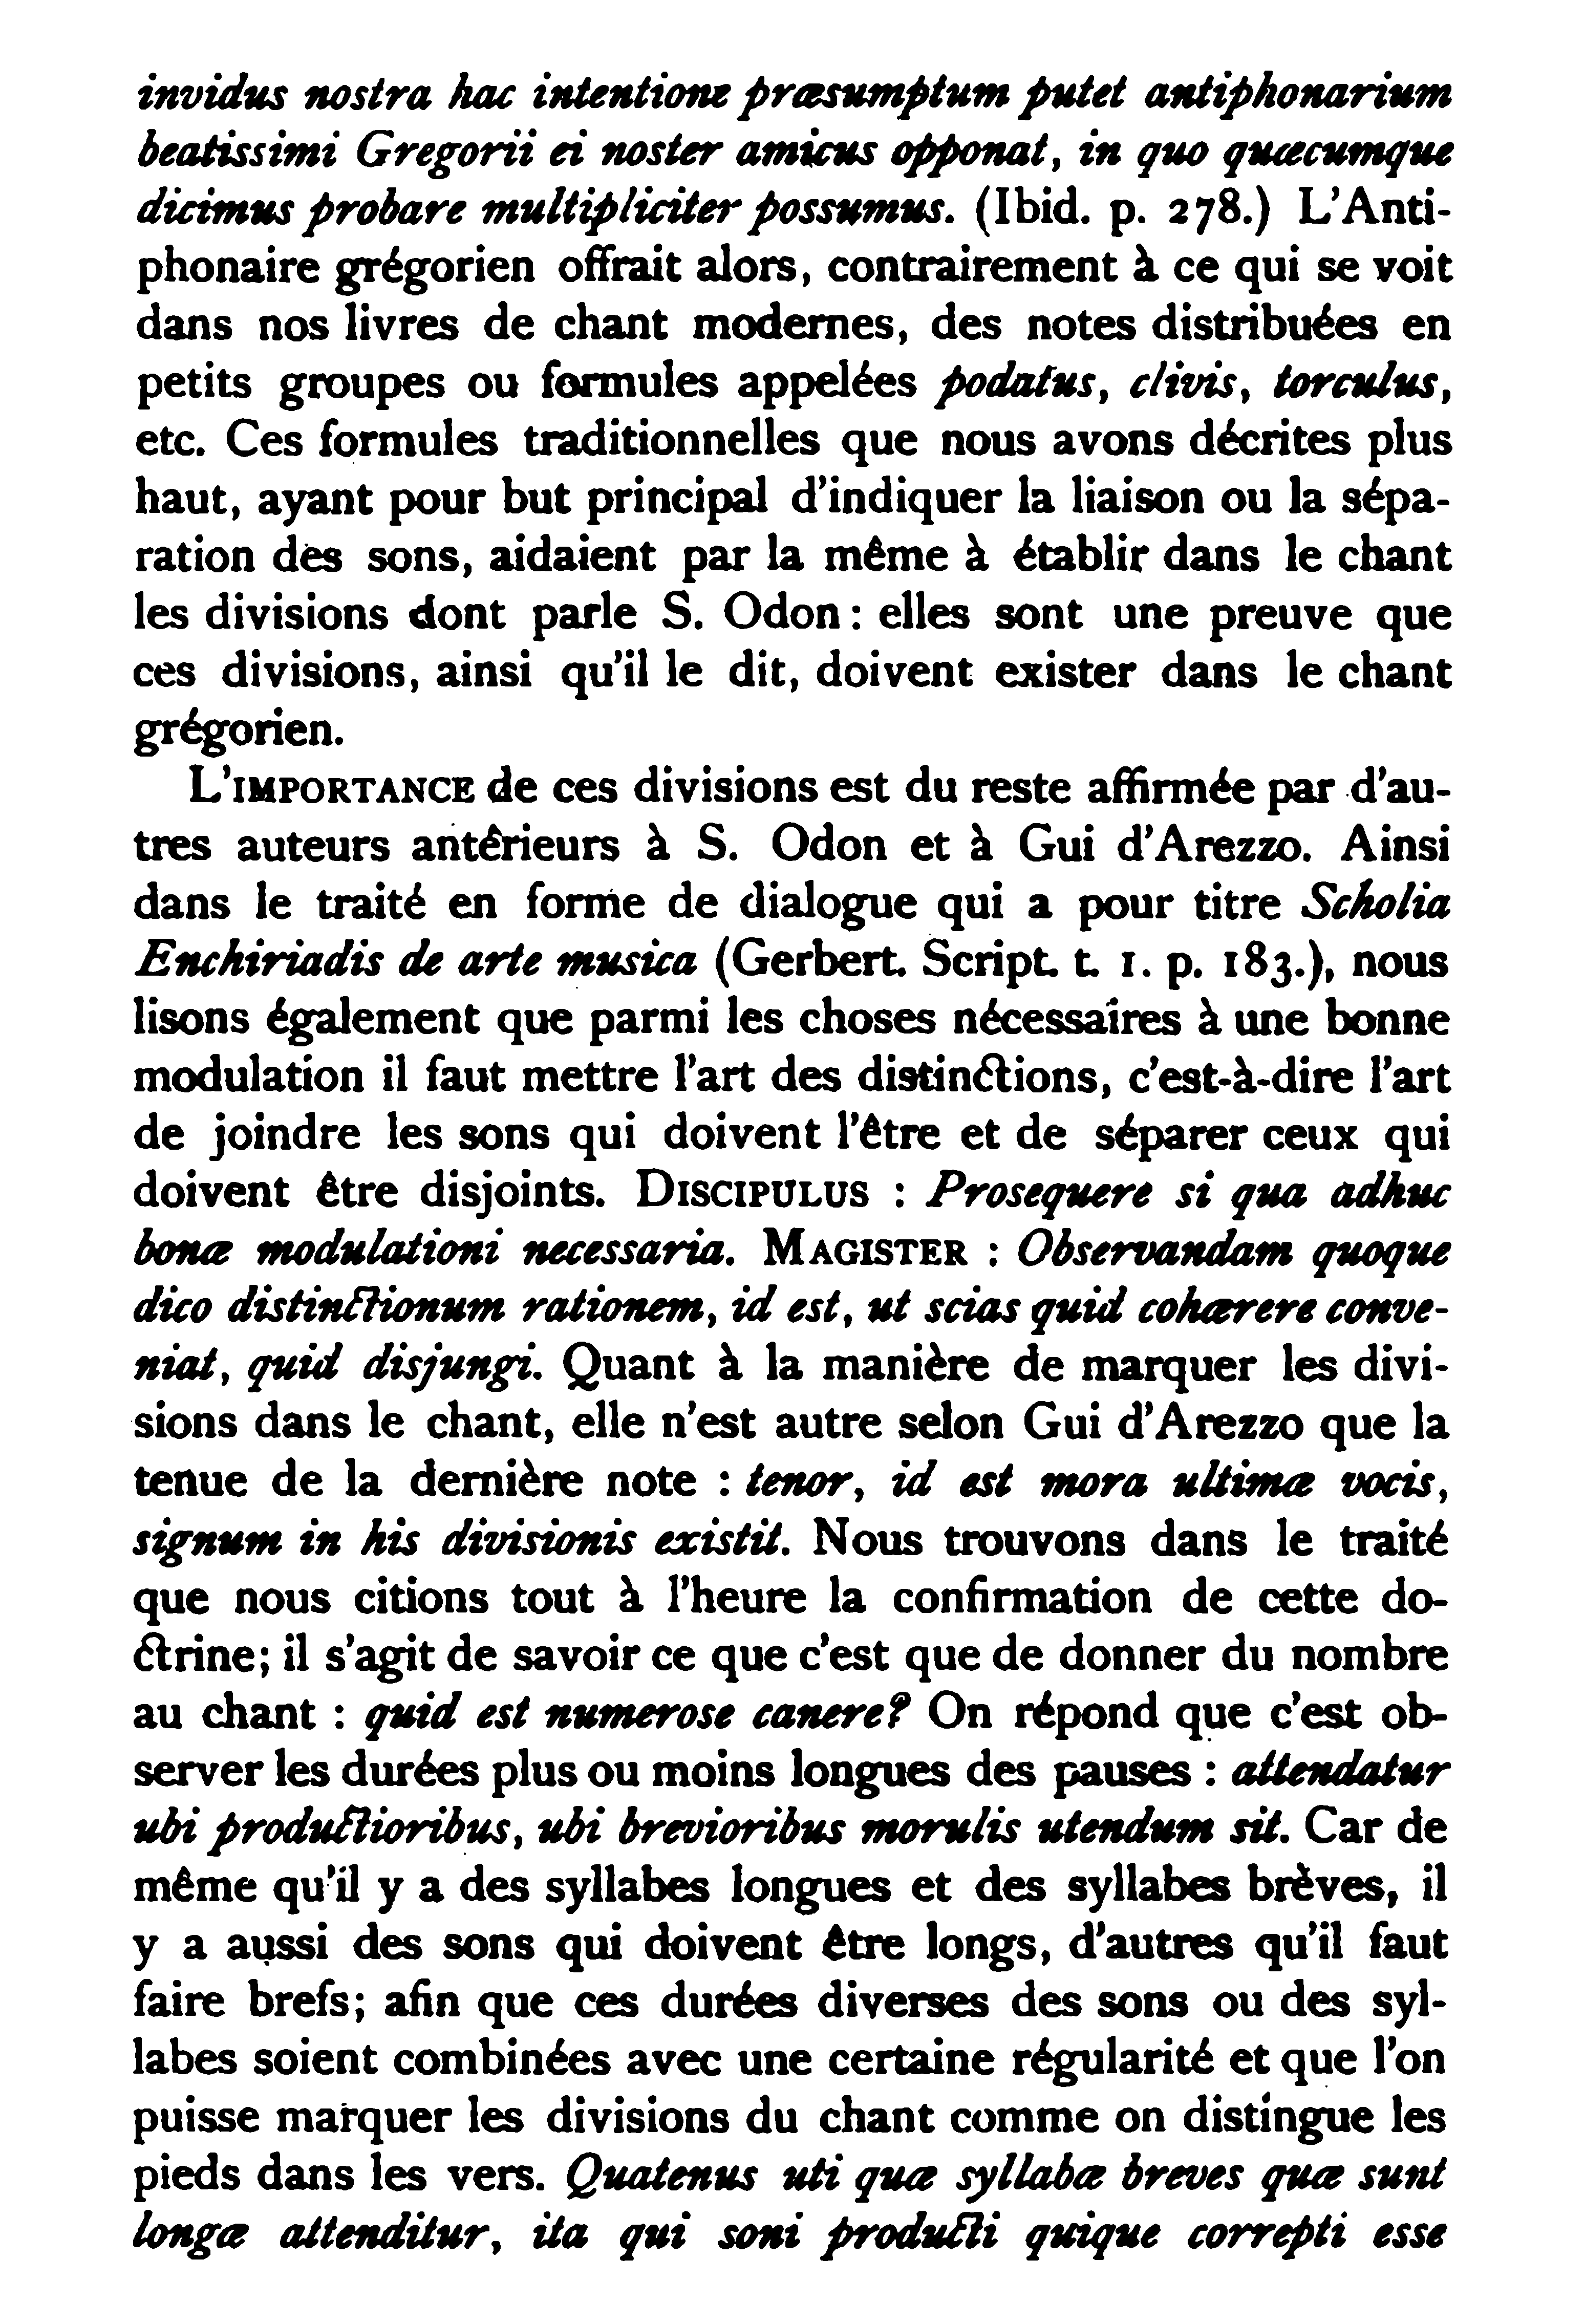 invidus nostra hac intentione præsumptum putet antiphonarium
beatissimi Gregorii ei noster amicus opponat, in quo quæcumque
dicimus probare multipliciter possumus. (Ibid. p. 278.) L'Anti-
phonaire grégorien offrait alors, contrairement à ce qui se voit
dans nos livres de chant modernes, des notes distribuées en
petits groupes ou formules appelées podatus, clivis, torculus,
etc. Ces formules traditionnelles que nous avons décrites plus
haut, ayant pour but principal d'indiquer la liaison ou la sépa-
ration des sons, aidaient par la même à établir dans le chant
les divisions dont parle S. Odon : elles sont une preuve que
ces divisions, ainsi qu'il le dit, doivent exister dans le chant
grégorien.
L'IMPORTANCE de ces divisions est du reste affirmée par d'au-
tres auteurs antérieurs à S. Odon et à Gui d'Arezzo. Ainsi
dans le traité en forme de dialogue qui a pour titre Scholia
Enchiriadis de arte musica (Gerbert. Script. t. 1. p. 183.), nous
lisons également que parmi les choses nécessaires à une bonne
modulation il faut mettre l'art des distinctions, c'est-à-dire l'art
de joindre les sons qui doivent l'être et de séparer ceux qui
doivent être disjoints. DISCIPULUS : Prosequere si qua adhuc
bonæ modulationi necessaria. MAGISTER : Observandam quoque
dico distinctionum rationem, id est, ut scias quid cohærere conve-
niat, quid disjungi. Quant à la manière de marquer les divi-
sions dans le chant, elle n'est autre selon Gui d'Arezzo que la
tenue de la dernière note : tenor, id est mora ultimæ vocis,
signum in his divisionis existit. Nous trouvons dans le traité
que nous citions tout à l'heure la confirmation de cette do-
ctrine; il s'agit de savoir ce que c'est que de donner du nombre
au chant : quid est numerose canere? On répond que c'est ob-
server les durées plus ou moins longues des pauses : attendatur
ubi productioribus, ubi brevioribus morulis utendum sit. Car de
même qu'il y a des syllabes longues et des syllabes brèves, il
y a aussi des sons qui doivent être longs, d'autres qu'il faut
faire brefs; afin que ces durées diverses des sons ou des syl-
labes soient combinées avec une certaine régularité et que l'on
puisse marquer les divisions du chant comme on distingue les
pieds dans les vers. Quatenus uti quæ syllabæ breves quæ sunt
longæ attenditur, ita qui soni producti quique correpti esse